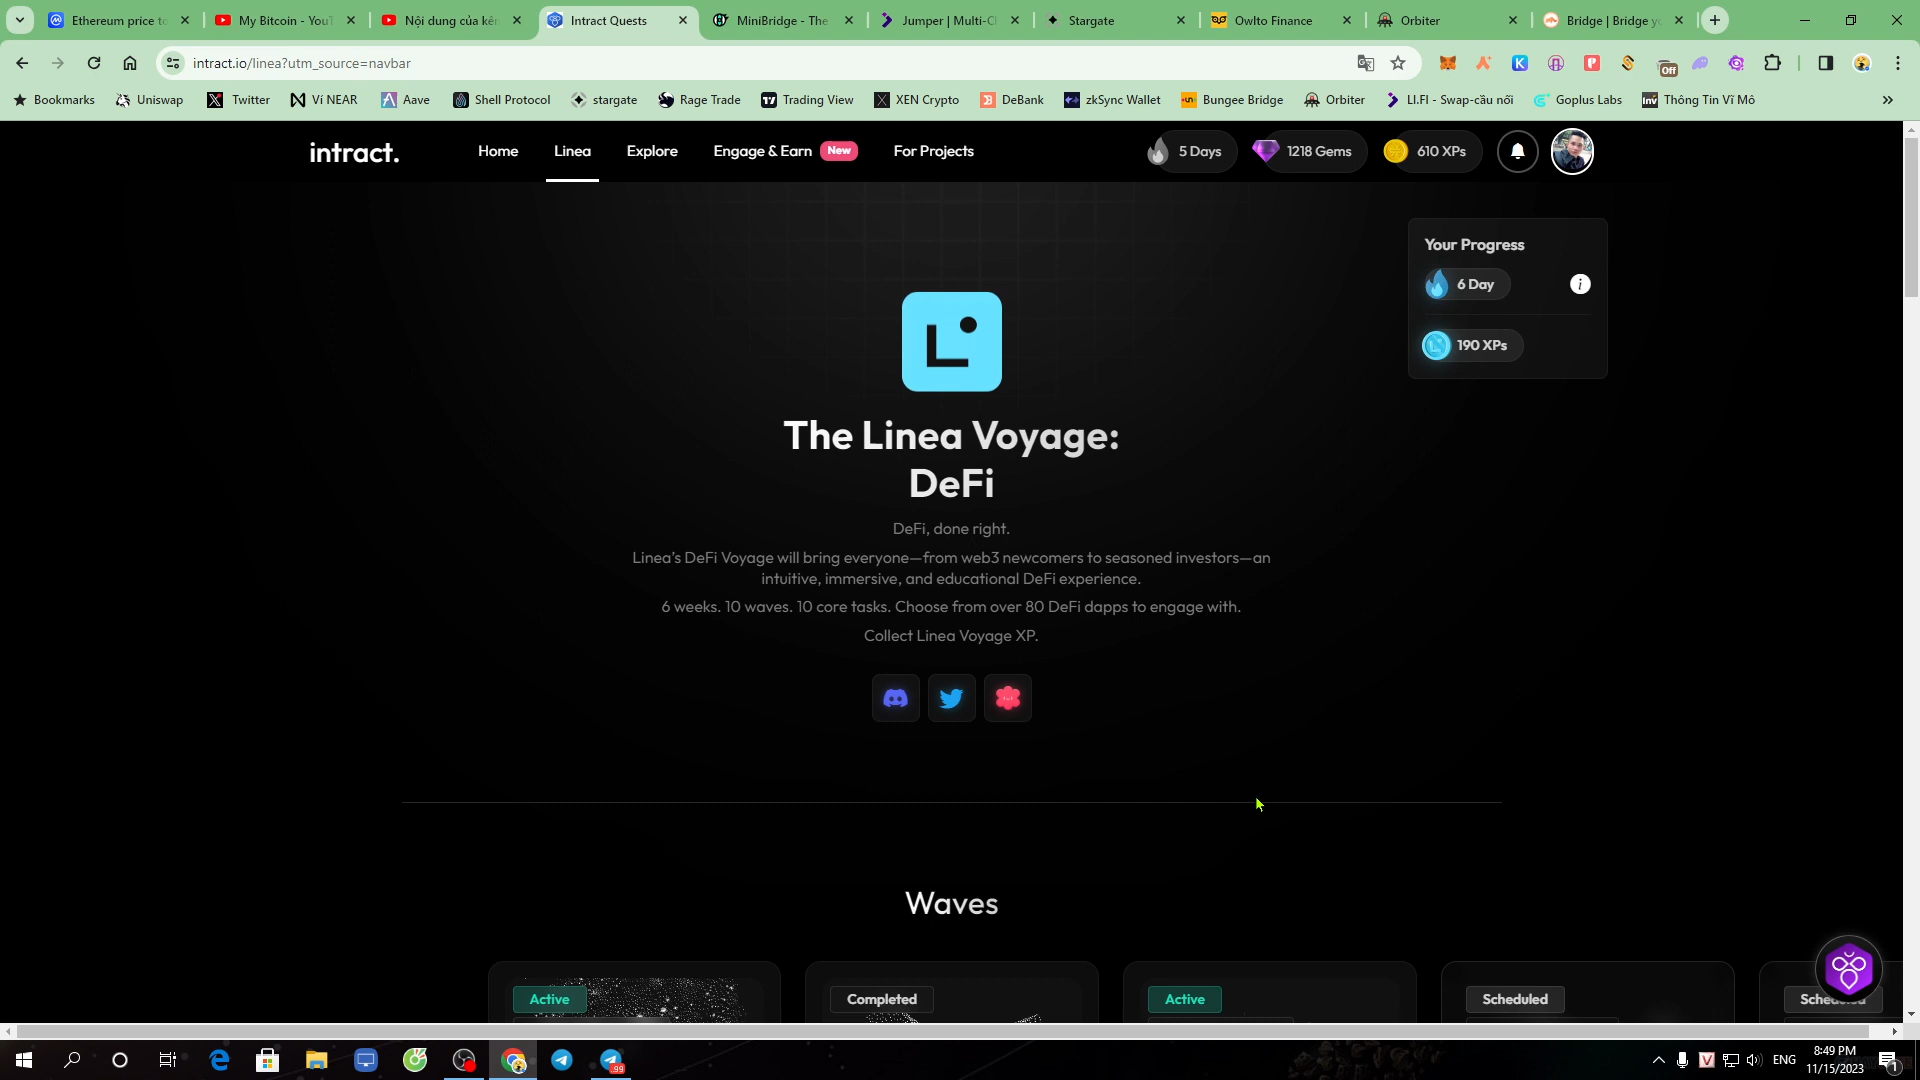 Ethereum price to
My Bitcoin - YouT
Nội dung của kên
Intract Quests
MiniBridge - The
Jumper | Multi-Cl
Stargate
Owlto Finance
Orbiter
Bridge | Bridge yo
intract.io/linea?utm_source=navbar
Off
Bookmarks
Uniswap
Twitter
Ví NEAR
Aave
Shell Protocol
stargate
Rage Trade
Trading View
XEN Crypto
DeBank
zkSync Wallet
Bungee Bridge
Orbiter
LI.FI - Swap-cầu nối
Goplus Labs
Thông Tin Vĩ Mô
intract.
Home
Linea
Explore
Engage & Earn
New
For Projects
5 Days
1218 Gems
610 XPs
Your Progress
6 Day
190 XPs
The Linea Voyage:
DeFi
DeFi, done right.
Linea's DeFi Voyage will bring everyone—from web3 newcomers to seasoned investors—an
intuitive, immersive, and educational DeFi experience.
6 weeks. 10 waves. 10 core tasks. Choose from over 80 DeFi dapps to engage with.
Collect Linea Voyage XP.
Waves
Active
Completed
Active
Scheduled
99
ENG
8:49 PM
11/15/2023
1